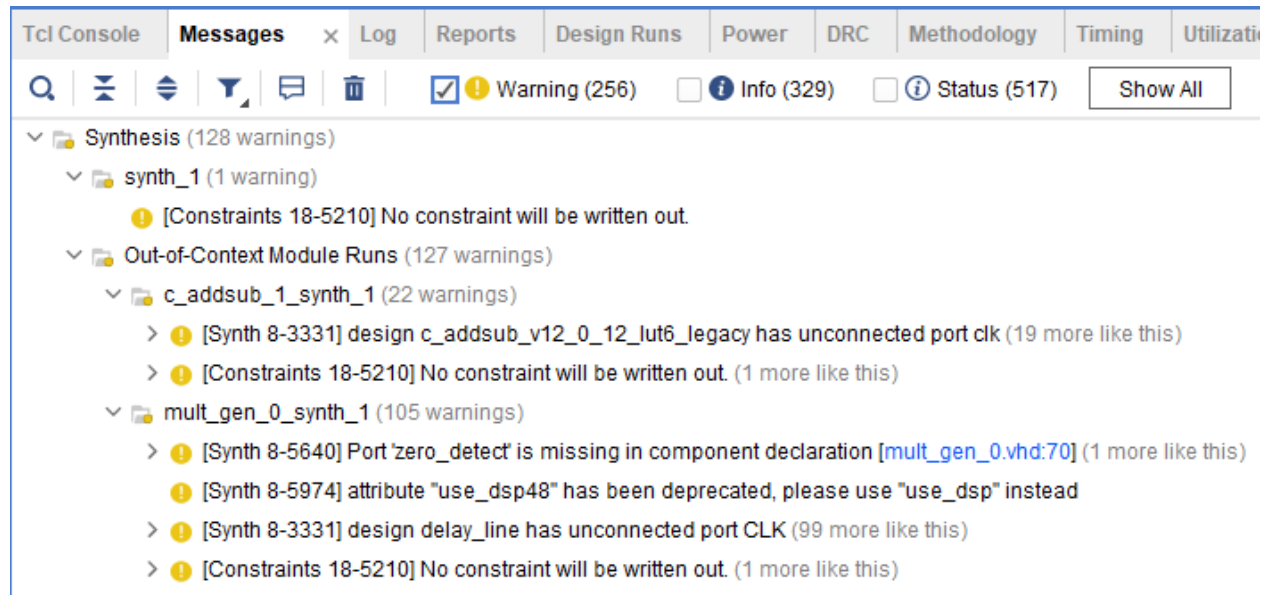 Tcl Console Messages × Log Reports Design Runs Power DRC Methodology Timing Utilizati
Warning (256) Info (329) Status (517) Show All
Synthesis (128 warnings)
synth_1 (1 warning)
[Constraints 18-5210] No constraint will be written out.
Out-of-Context Module Runs (127 warnings)
c_addsub_1_synth_1 (22 warnings)
[Synth 8-3331] design c_addsub_v12_0_12_lut6_legacy has unconnected port clk (19 more like this)
[Constraints 18-5210] No constraint will be written out. (1 more like this)
mult_gen_0_synth_1 (105 warnings)
[Synth 8-5640] Port 'zero_detect' is missing in component declaration [mult_gen_0.vhd:70] (1 more like this)
[Synth 8-5974] attribute "use_dsp48" has been deprecated, please use "use_dsp" instead
[Synth 8-3331] design delay_line has unconnected port CLK (99 more like this)
[Constraints 18-5210] No constraint will be written out. (1 more like this)